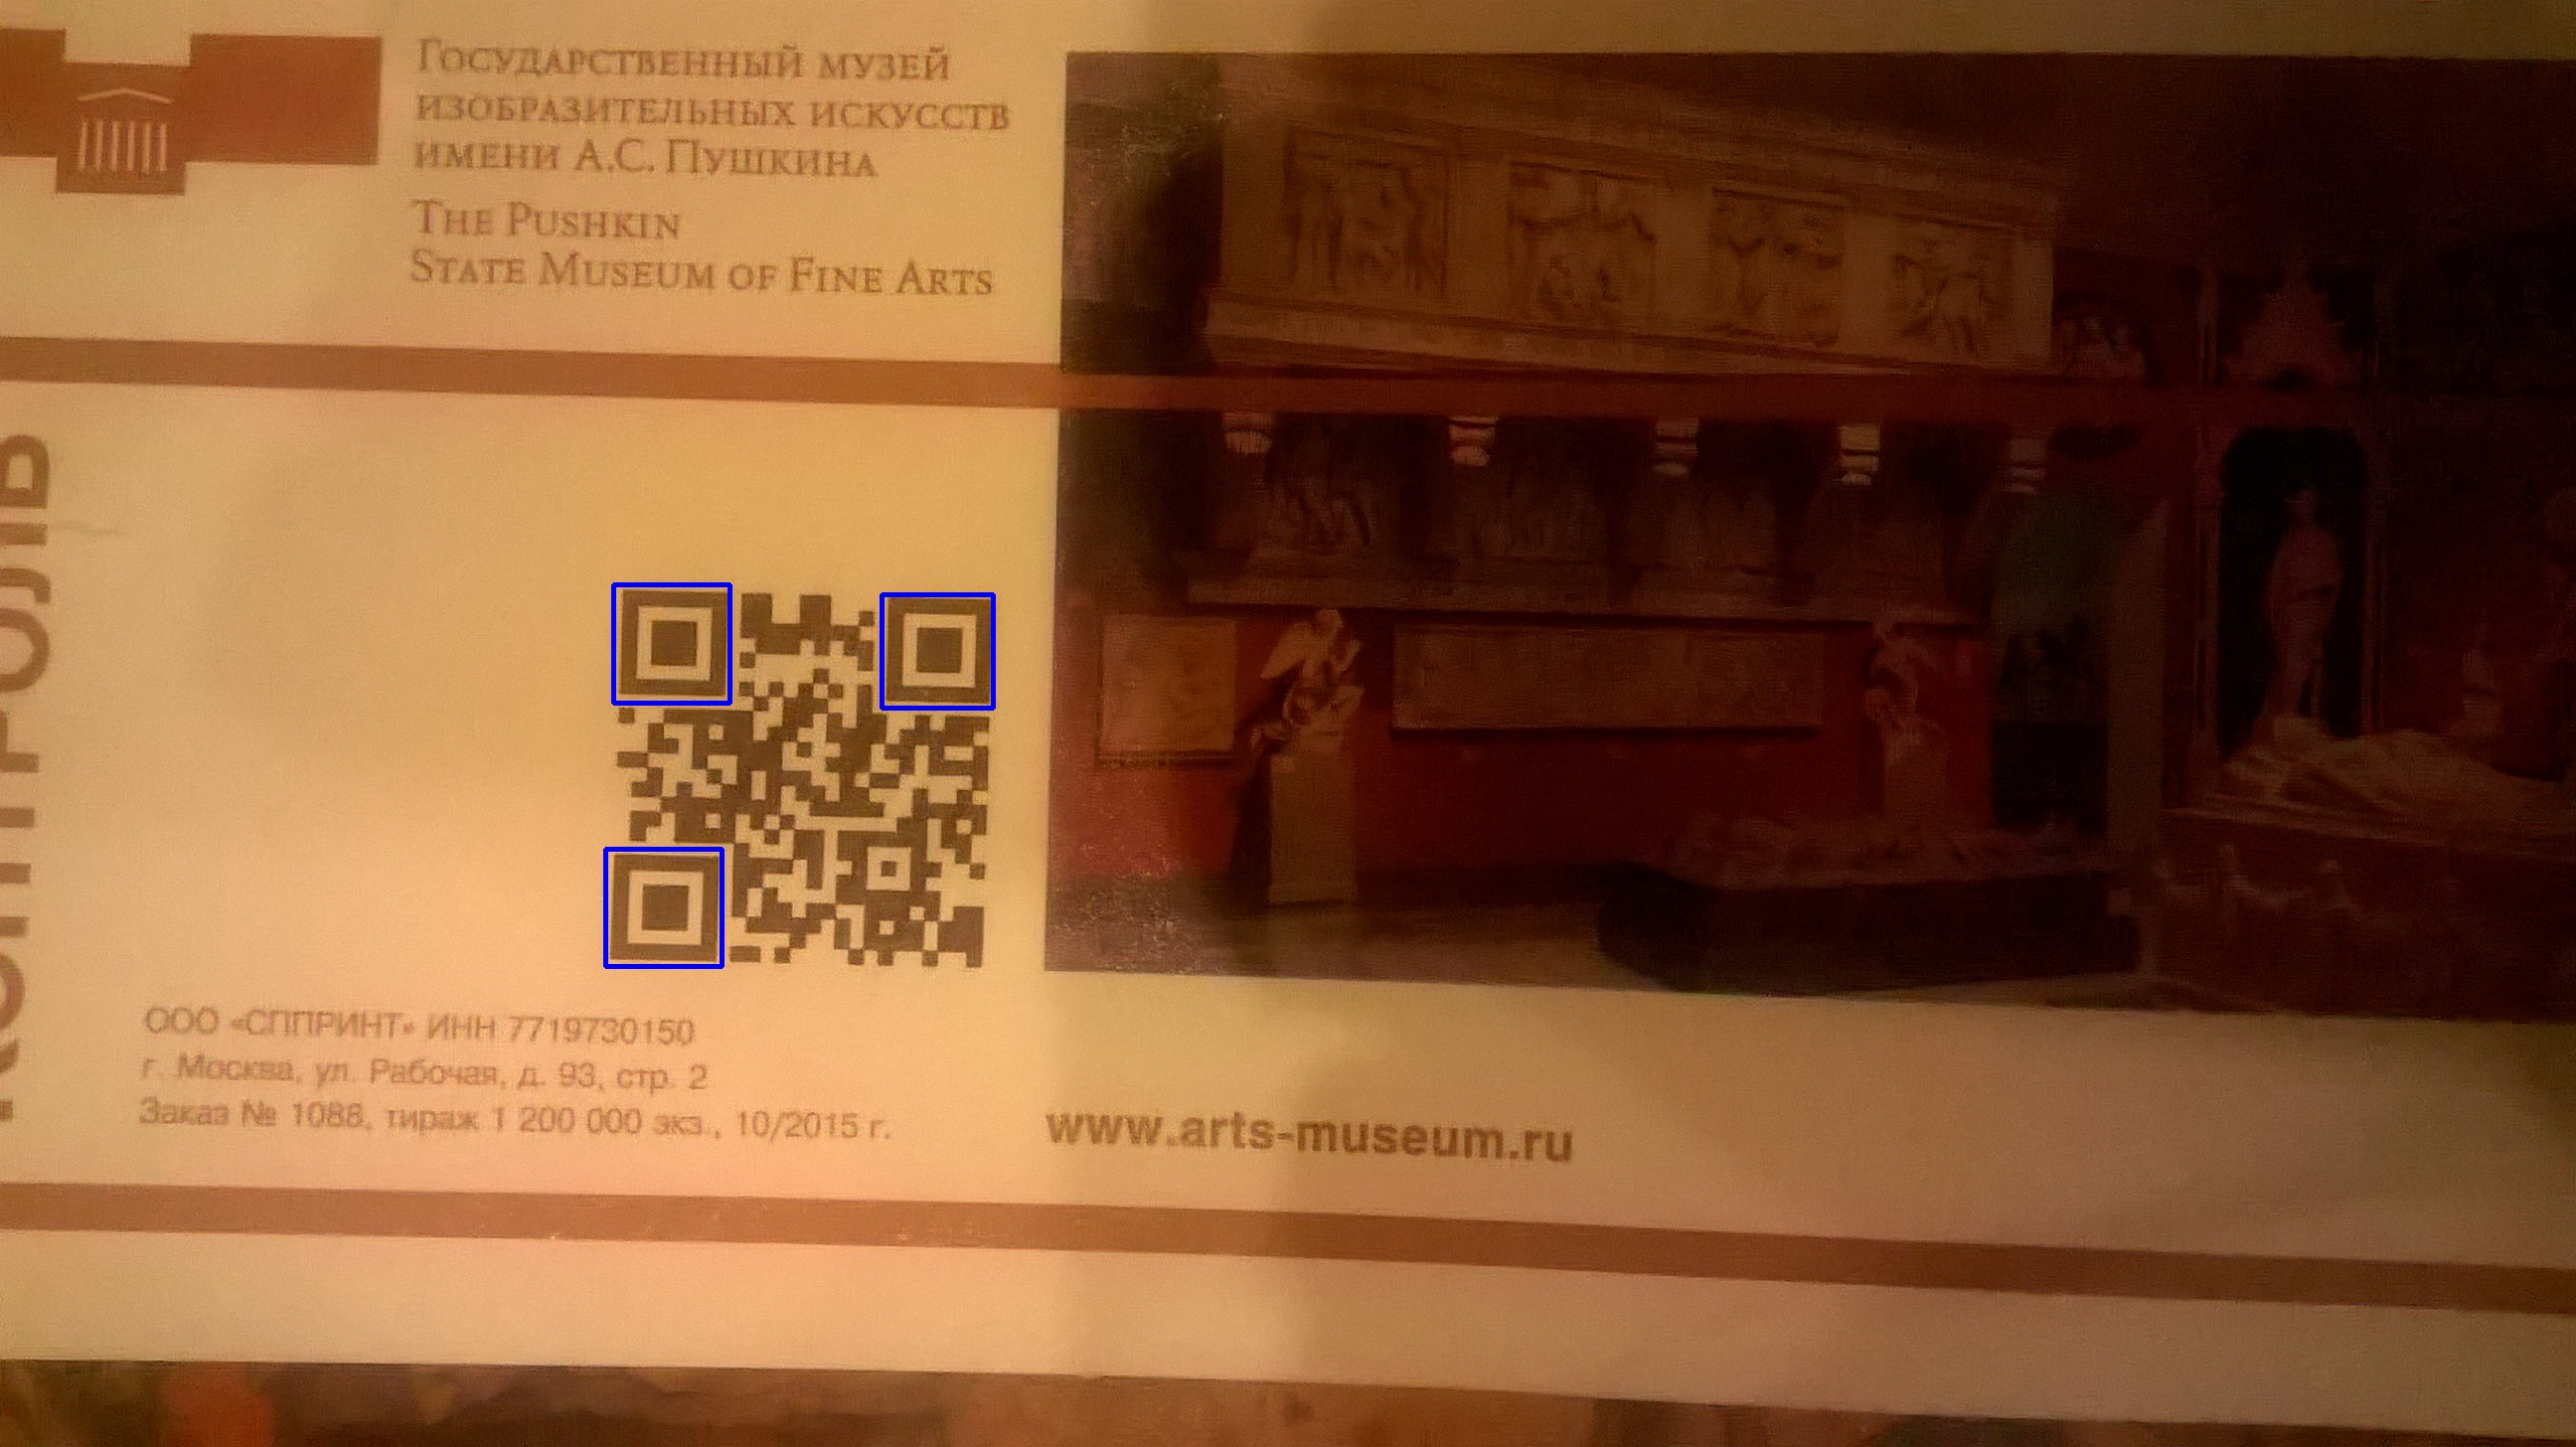 Государственный музей
изобразительных искусств
имени А.С. Пушкина
The Pushkin
State Museum of Fine Arts
ООО «СППРИНТ» ИНН 7719730150
г. Москва, ул. Рабочая, д. 93, стр. 2
Заказ № 1088, тираж 1 200 000 экз., 10/2015 г.
www.arts-museum.ru